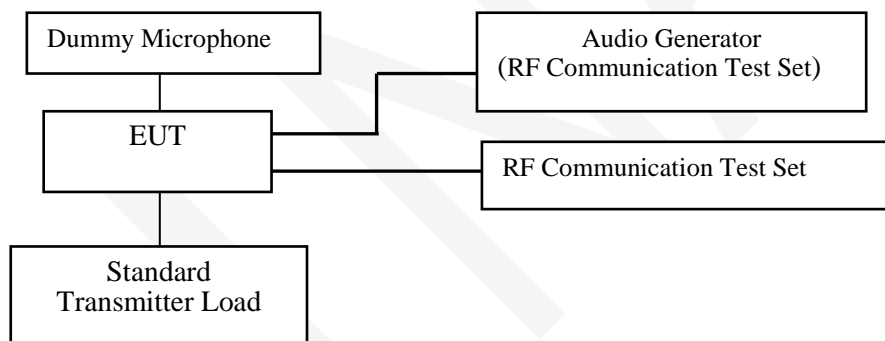 Dummy Microphone
Audio Generator
(RF Communication Test Set)
EUT
RF Communication Test Set
Standard
Transmitter Load